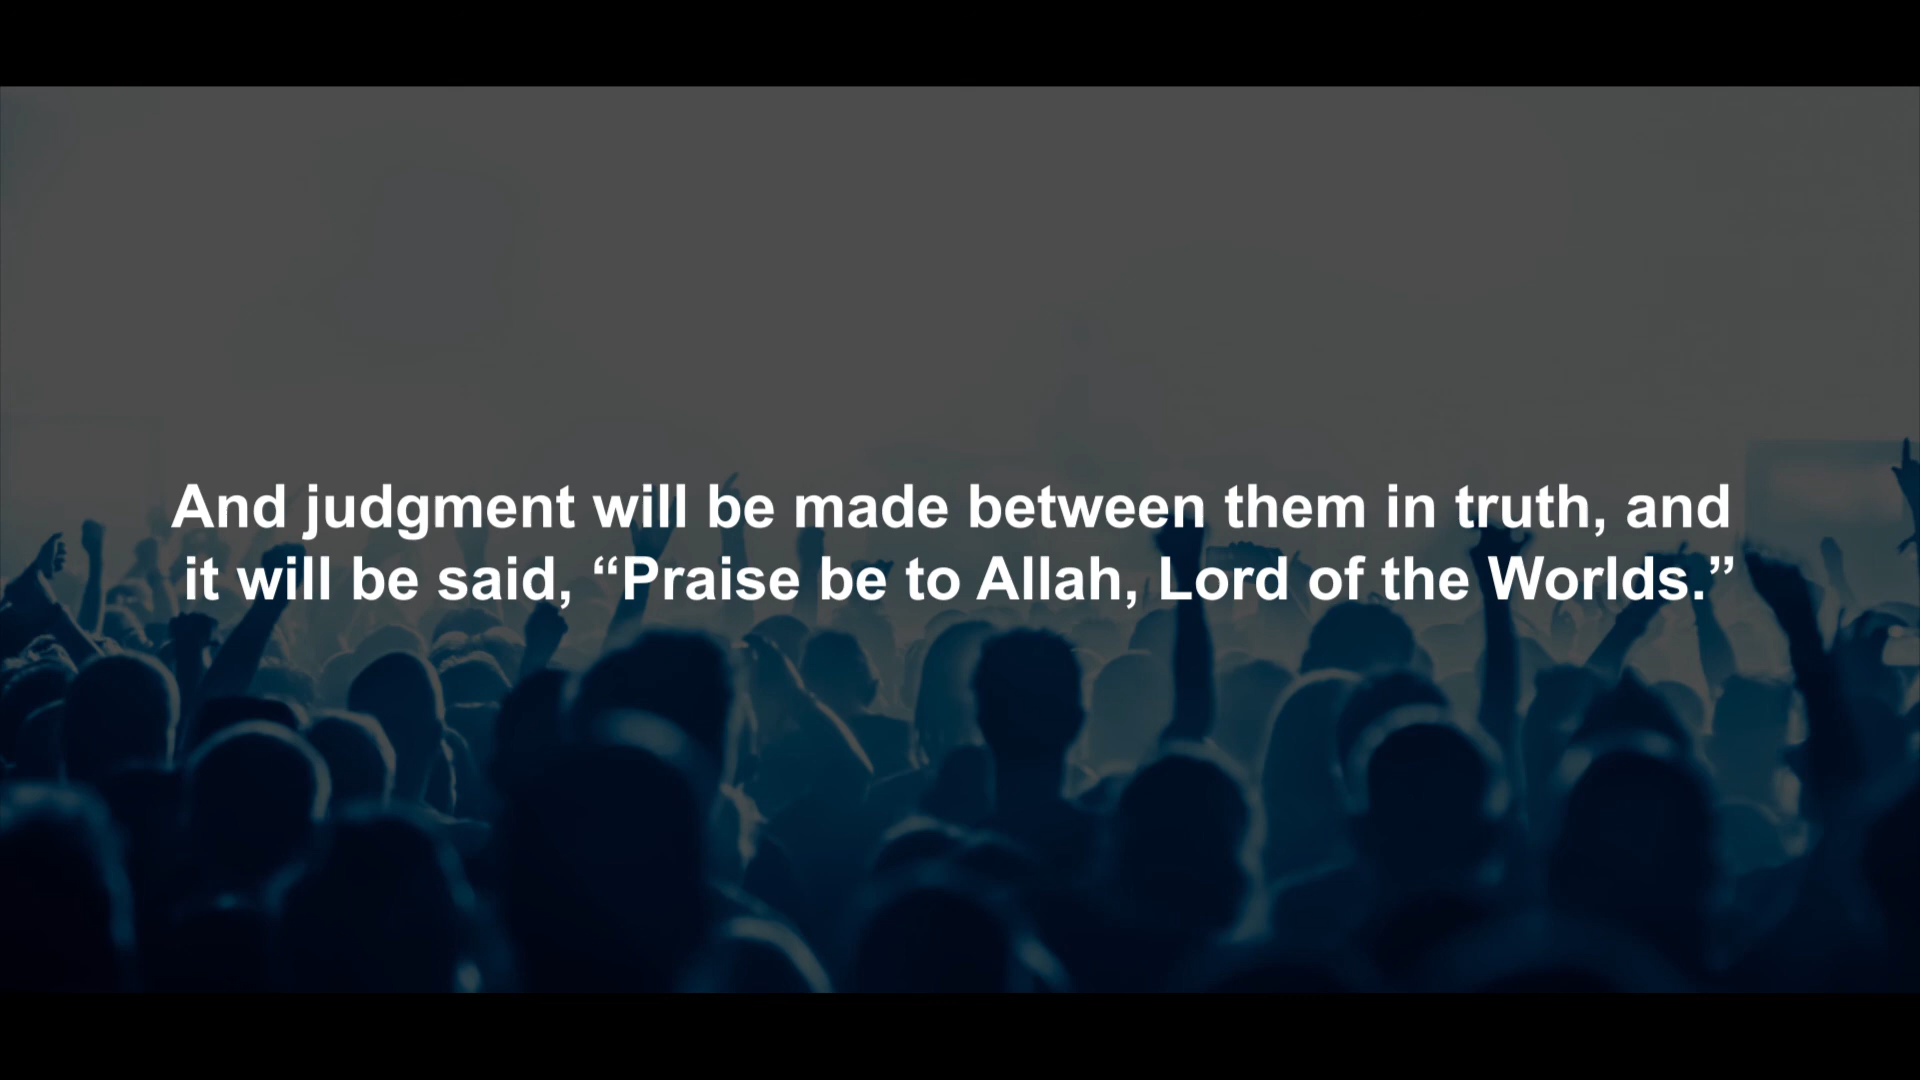 And judgment will be made between them in truth, and
it will be said, “Praise be to Allah, Lord of the Worlds.”